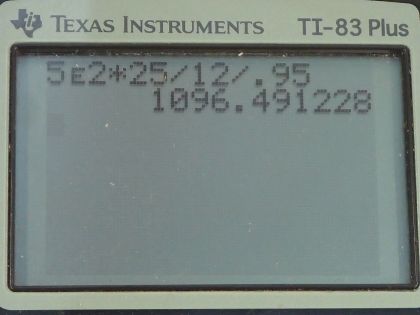 TEXAS INSTRUMENTS TI-83 Plus
5ᴇ2*25/12/.95
1096.491228